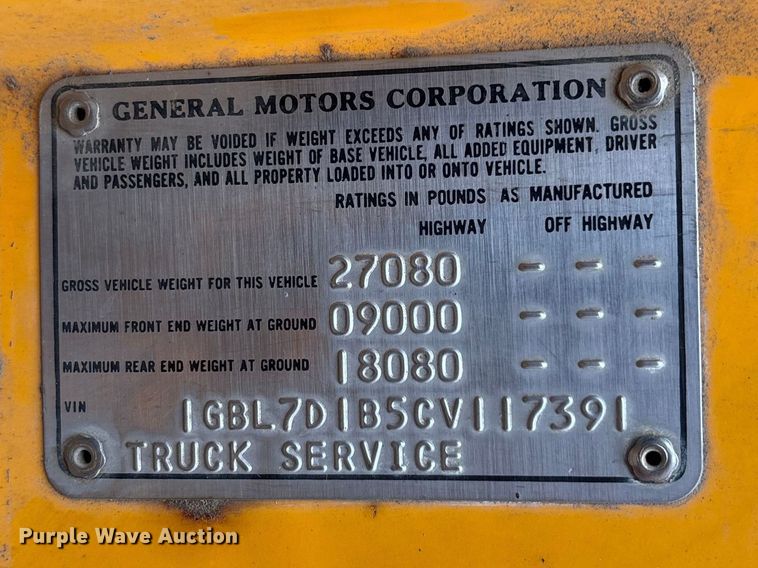 GENERAL MOTORS CORPORATION
WARRANTY MAY BE VOIDED IF WEIGHT EXCEEDS ANY OF RATINGS SHOWN. GROSS
VEHICLE WEIGHT INCLUDES WEIGHT OF BASE VEHICLE, ALL ADDED EQUIPMENT, DRIVER
AND PASSENGERS, AND ALL PROPERTY LOADED INTO OR ONTO VEHICLE.
RATINGS IN POUNDS AS MANUFACTURED
HIGHWAY OFF HIGHWAY
GROSS VEHICLE WEIGHT FOR THIS VEHICLE 27080 - - -
MAXIMUM FRONT END WEIGHT AT GROUND 09000 - - -
MAXIMUM REAR END WEIGHT AT GROUND 18080 - - -
VIN 1GBL7D1B5CV117391
TRUCK SERVICE
Purple Wave Auction